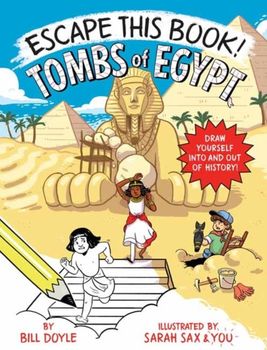 ESCAPE THIS BOOK!
TOMBS of EGYPT
DRAW
YOURSELF
INTO AND OUT
OF HISTORY!
BY
BILL DOYLE
ILLUSTRATED BY
SARAH SAX & YOU